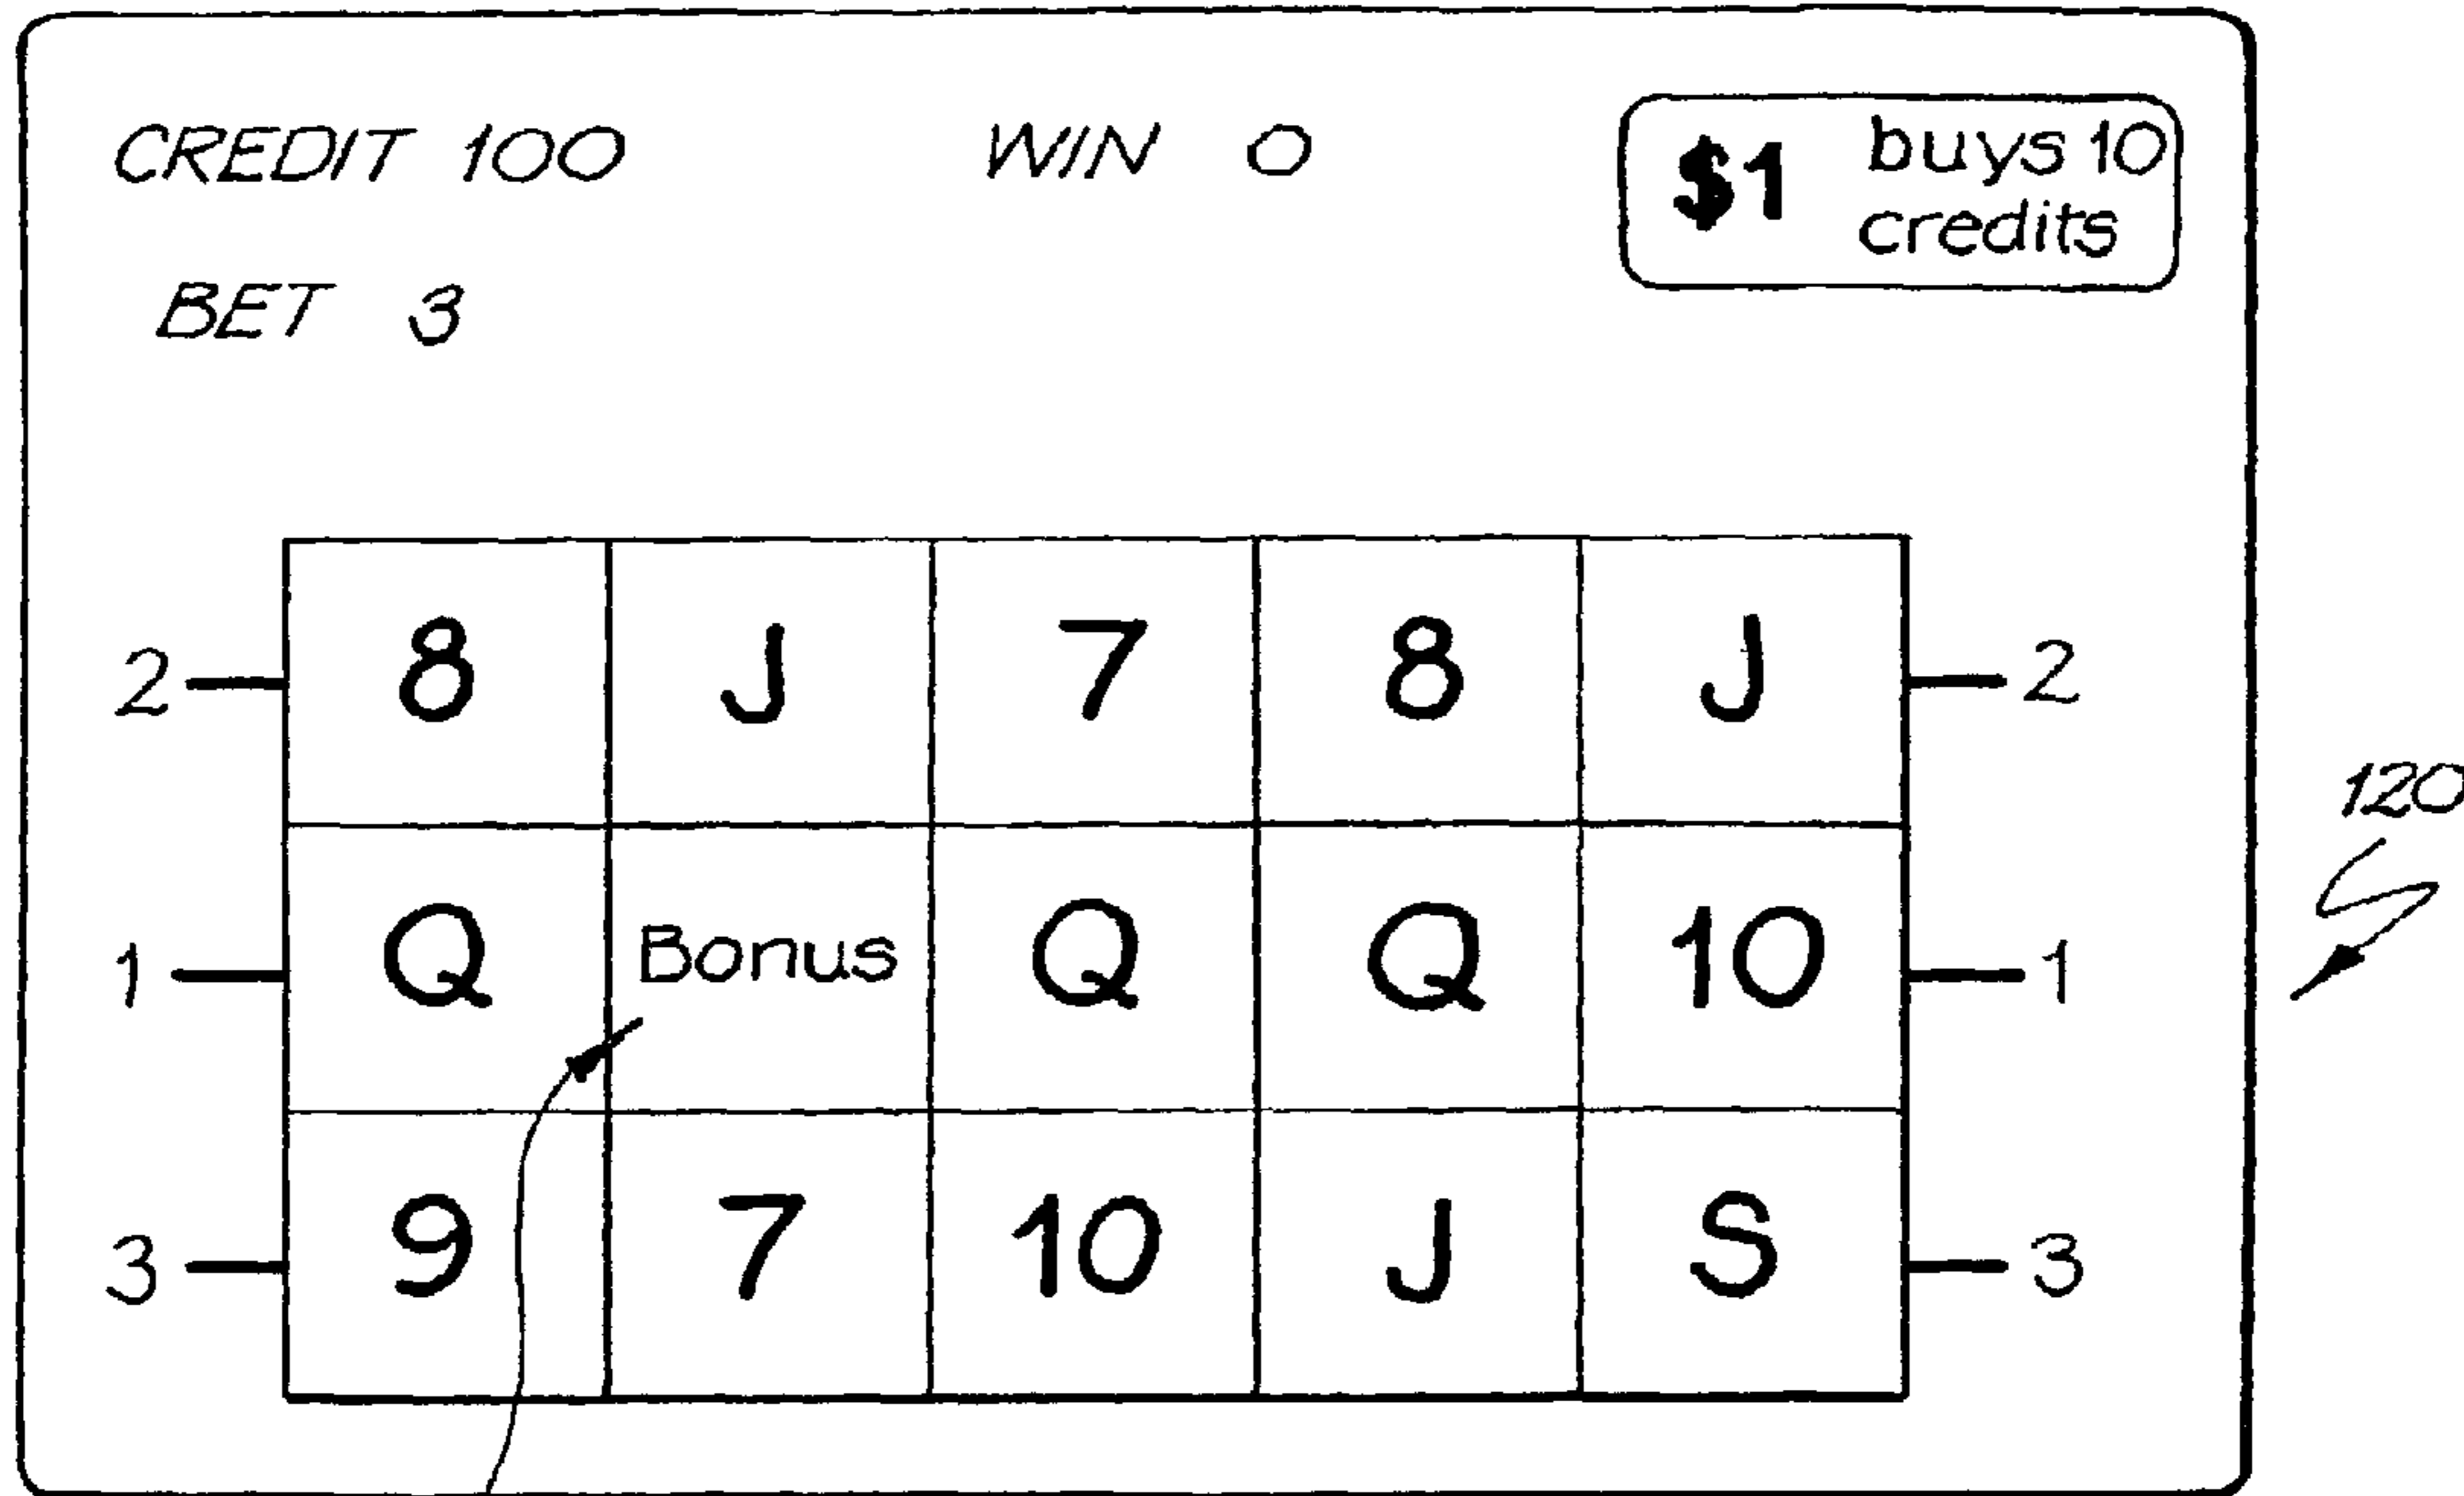 CREDIT 100 WIN 0 $1 buys 10
credits
BET 3
2 8 J 7 8 J 2
120
1 Q Bonus Q Q 10 1
3 9 7 10 J S 3